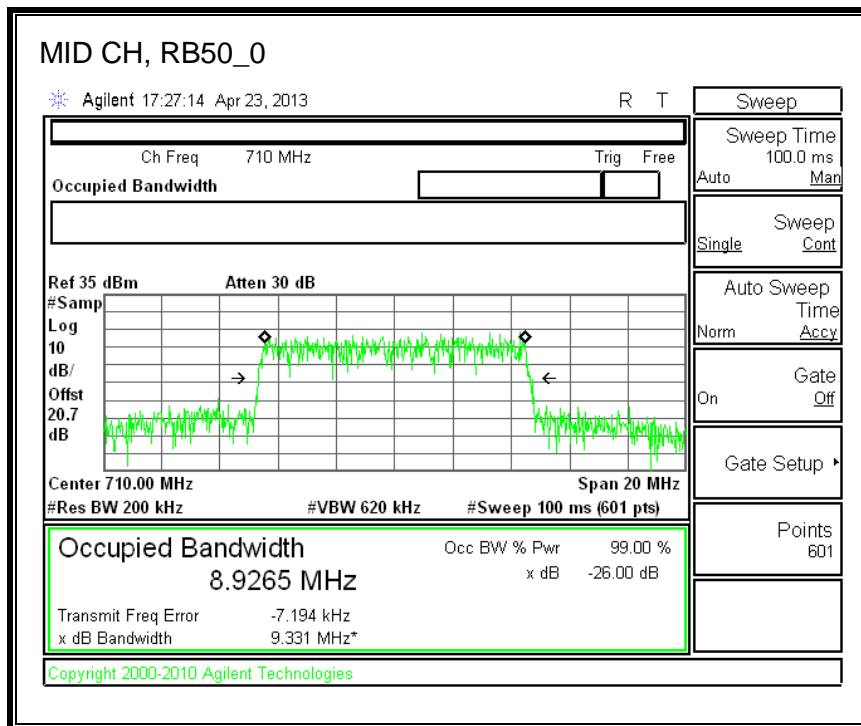 MID CH, RB50_0
Agilent 17:27:14 Apr 23, 2013 R T
Ch Freq 710 MHz Trig Free
Occupied Bandwidth
Ref 35 dBm Atten 30 dB
#Samp
Log
10
dB/
Offst
20.7
dB
Center 710.00 MHz Span 20 MHz
#Res BW 200 kHz #VBW 620 kHz #Sweep 100 ms (601 pts)
Occupied Bandwidth Occ BW % Pwr 99.00 %
8.9265 MHz x dB -26.00 dB
Transmit Freq Error -7.194 kHz
x dB Bandwidth 9.331 MHz*
Copyright 2000-2010 Agilent Technologies
Sweep
Sweep Time
100.0 ms
Auto Man
Sweep
Single Cont
Auto Sweep
Time
Norm Accy
Gate
On Off
Gate Setup
Points
601